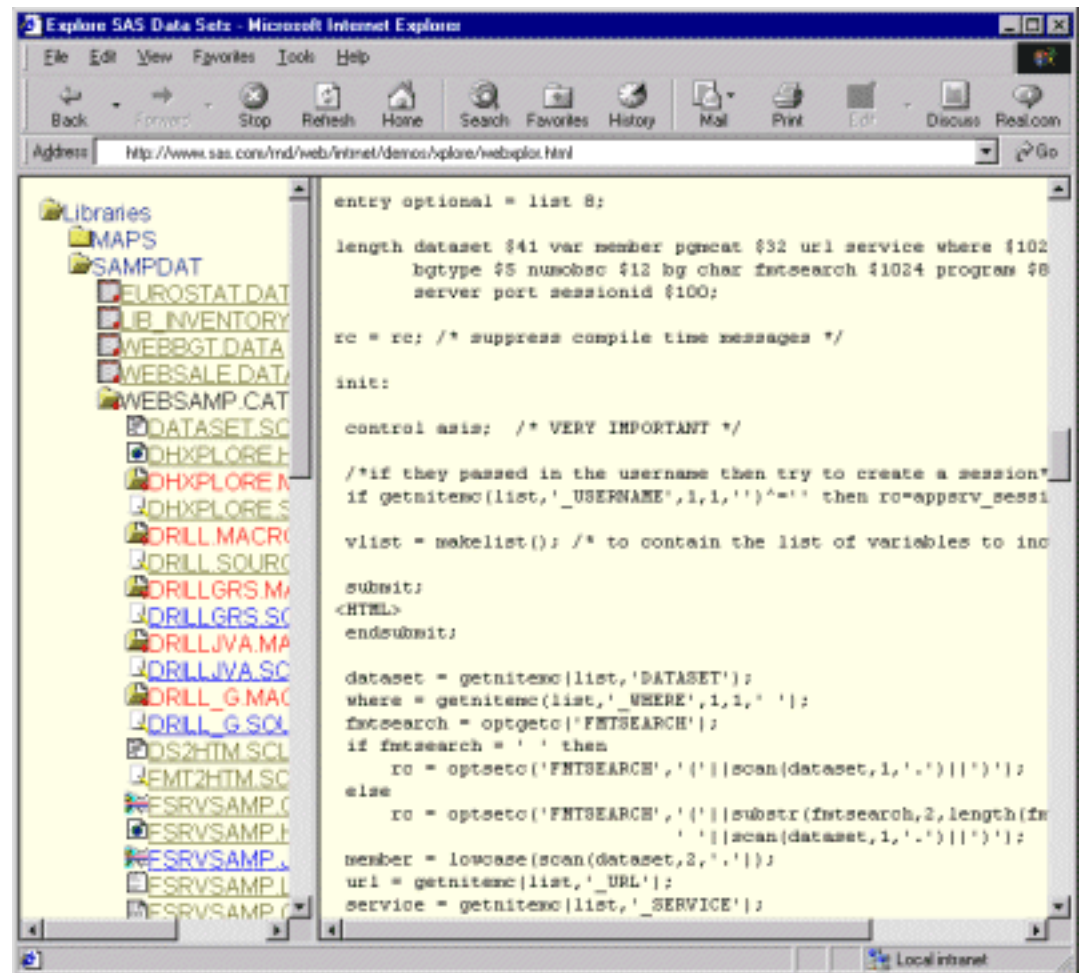 Explore SAS Data Sets - Microsoft Internet Explorer
File Edit View Favorites Tools Help
Back Forward Stop Refresh Home Search Favorites History Mail Print Edit Discuss Real.com
Address http://www.sas.com/rnd/web/intrnet/demos/xplore/webxplor.html Go
Libraries
MAPS
SAMPDAT
EUROSTAT.DAT
LIB_INVENTORY
WEBBGT.DATA
WEBSALE.DATA
WEBSAMP.CAT
DATASET.SC
DHXPLORE.H
DHXPLORE.M
DHXPLORE.S
DRILL.MACRO
DRILL.SOURC
DRILLGRS.MA
DRILLGRS.SO
DRILLJVA.MA
DRILLJVA.SO
DRILL_G.MAC
DRILL_G.SOU
DS2HTM.SCL
FMT2HTM.SC
FSRVSAMP.G
FSRVSAMP.H
FSRVSAMP.J
FSRVSAMP.L
entry optional = list 8;
length dataset $41 var member pgmcat $32 url service where $102
bgtype $5 numobsc $12 bg char fmtsearch $1024 program $8
server port sessionid $100;
rc = rc; /* suppress compile time messages */
init:
control asis; /* VERY IMPORTANT */
/*if they passed in the username then try to create a session*
if getnitemc(list,'_USERNAME',1,1,'')^='' then rc=appsrv_sessi
vlist = makelist(); /* to contain the list of variables to inc
submit;
<HTML>
endsubmit;
dataset = getnitemc(list,'DATASET');
where = getnitemc(list,'_WHERE',1,1,' ');
fmtsearch = optgetc('FMTSEARCH');
if fmtsearch = ' ' then
rc = optsetc('FMTSEARCH','('||scan(dataset,1,'.')||')');
else
rc = optsetc('FMTSEARCH','('||substr(fmtsearch,2,length(fm
' '||scan(dataset,1,'.')||')');
member = lowcase(scan(dataset,2,'.'));
url = getnitemc(list,'_URL');
service = getnitemc(list,'_SERVICE');
Local intranet